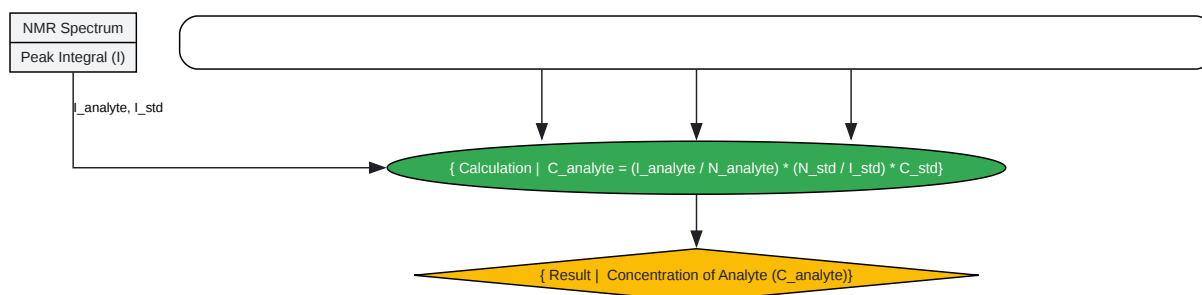 NMR Spectrum
Peak Integral (I)
I_analyte, I_std
{ Calculation | C_analyte = (I_analyte / N_analyte) * (N_std / I_std) * C_std}
{ Result | Concentration of Analyte (C_analyte)}